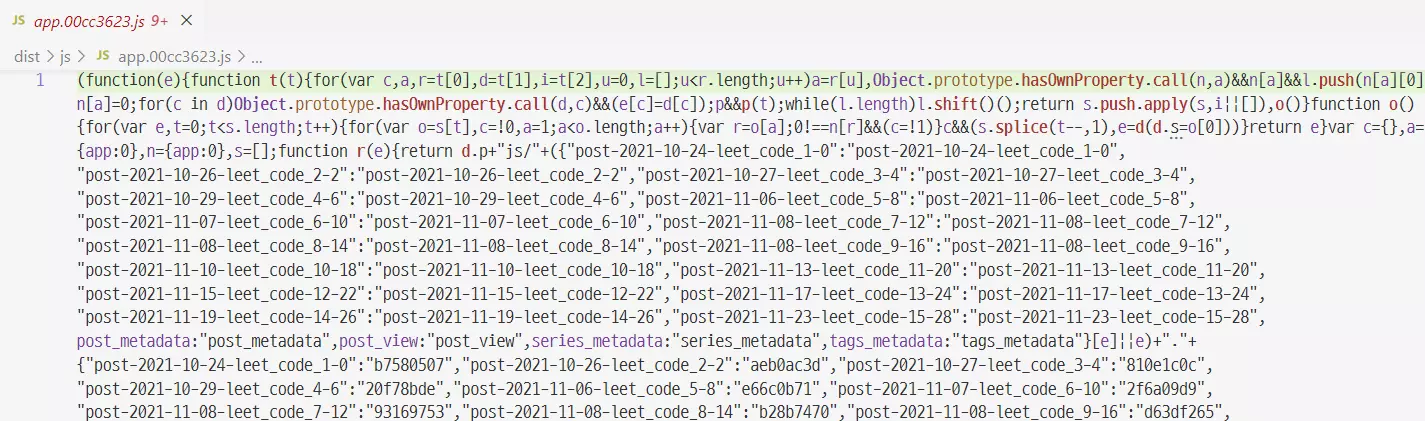 JS app.00cc3623.js 9+ ×
dist > js > JS app.00cc3623.js > ...
1 (function(e){function t(t){for(var c,a,r=t[0],d=t[1],i=t[2],u=0,l=[];u<r.length;u++)a=r[u],Object.prototype.hasOwnProperty.call(n,a)&&n[a]&&l.push(n[a][0]
n[a]=0;for(c in d)Object.prototype.hasOwnProperty.call(d,c)&&(e[c]=d[c]);p&&p(t);while(l.length)l.shift()();return s.push.apply(s,i||[]),o()}function o()
{for(var e,t=0;t<s.length;t++){for(var o=s[t],c=!0,a=1;a<o.length;a++){var r=o[a];0!==n[r]&&(c=!1)}c&&(s.splice(t--,1),e=d(d.s=o[0]))}return e}var c={},a=
{app:0},n={app:0},s=[];function r(e){return d.p+"js/"+({"post-2021-10-24-leet_code_1-0":"post-2021-10-24-leet_code_1-0",
"post-2021-10-26-leet_code_2-2":"post-2021-10-26-leet_code_2-2","post-2021-10-27-leet_code_3-4":"post-2021-10-27-leet_code_3-4",
"post-2021-10-29-leet_code_4-6":"post-2021-10-29-leet_code_4-6","post-2021-11-06-leet_code_5-8":"post-2021-11-06-leet_code_5-8",
"post-2021-11-07-leet_code_6-10":"post-2021-11-07-leet_code_6-10","post-2021-11-08-leet_code_7-12":"post-2021-11-08-leet_code_7-12",
"post-2021-11-08-leet_code_8-14":"post-2021-11-08-leet_code_8-14","post-2021-11-08-leet_code_9-16":"post-2021-11-08-leet_code_9-16",
"post-2021-11-10-leet_code_10-18":"post-2021-11-10-leet_code_10-18","post-2021-11-13-leet_code_11-20":"post-2021-11-13-leet_code_11-20",
"post-2021-11-15-leet-code-12-22":"post-2021-11-15-leet-code-12-22","post-2021-11-17-leet-code-13-24":"post-2021-11-17-leet-code-13-24",
"post-2021-11-19-leet-code-14-26":"post-2021-11-19-leet-code-14-26","post-2021-11-23-leet-code-15-28":"post-2021-11-23-leet-code-15-28",
post_metadata:"post_metadata",post_view:"post_view",series_metadata:"series_metadata",tags_metadata:"tags_metadata"}[e]||e)+"."+
{"post-2021-10-24-leet_code_1-0":"b7580507","post-2021-10-26-leet_code_2-2":"aeb0ac3d","post-2021-10-27-leet_code_3-4":"810e1c0c",
"post-2021-10-29-leet_code_4-6":"20f78bde","post-2021-11-06-leet_code_5-8":"e66c0b71","post-2021-11-07-leet_code_6-10":"2f6a09d9",
"post-2021-11-08-leet_code_7-12":"93169753","post-2021-11-08-leet_code_8-14":"b28b7470","post-2021-11-08-leet_code_9-16":"d63df265",